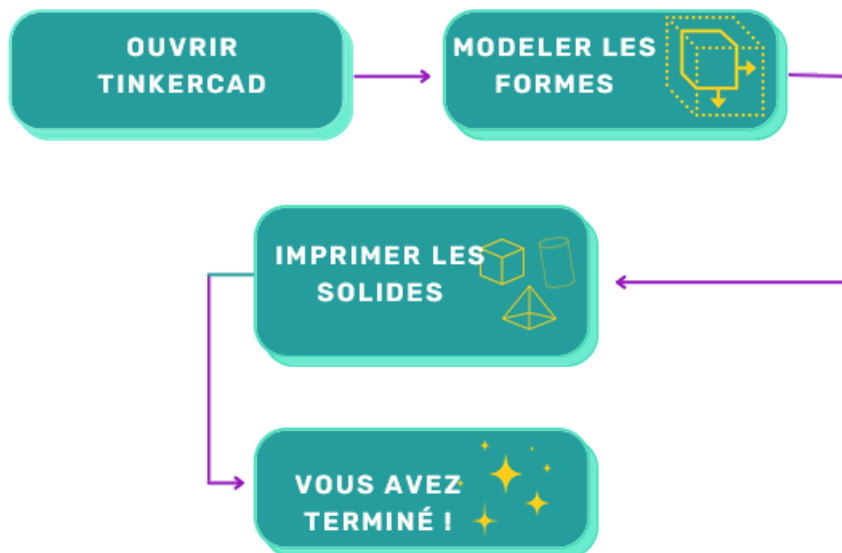 OUVRIR
TINKERCAD
MODELER LES
FORMES
IMPRIMER LES
SOLIDES
VOUS AVEZ
TERMINÉ !